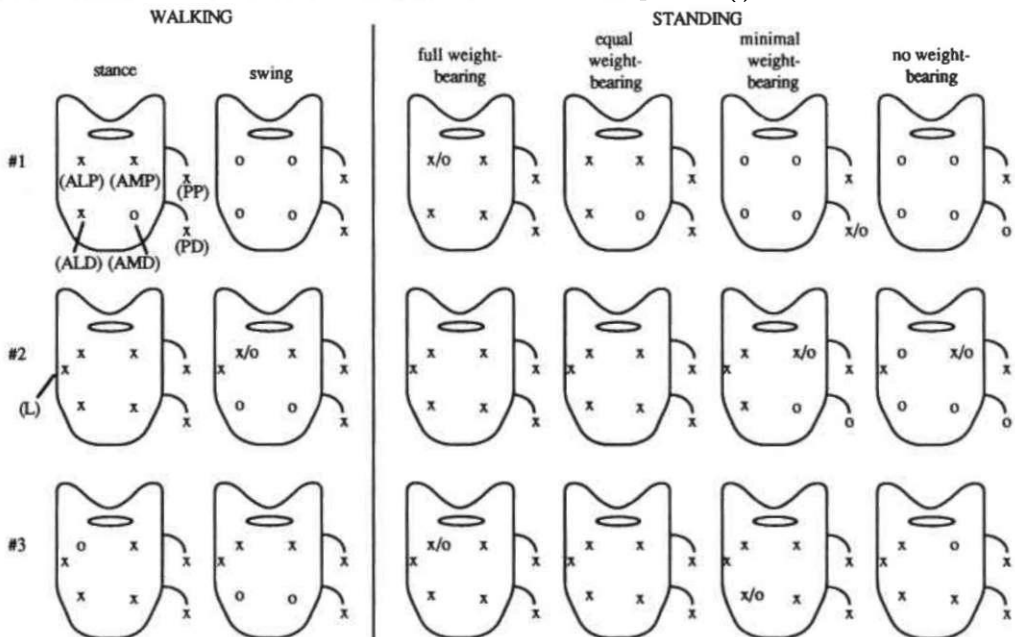 WALKING STANDING
stance swing full weight-bearing equal weight-bearing minimal weight-bearing no weight-bearing
#1 x x o o x/o x x x o o o o
(ALP) (AMP) x (PP) x x x x x
x o o o x x x o o o o o
x (PD) x x x x/o o
(ALD) (AMD)
#2 x x x/o x x x x x x x/o o x/o
x x x x x x x x x x x x
(L) x x o o x x x x x o o o
x x x x o o
#3 o x x x x/o x x x x x x o
x x x x x x x x x x x x
x x o o x x x x x/o x x x
x x x x x x